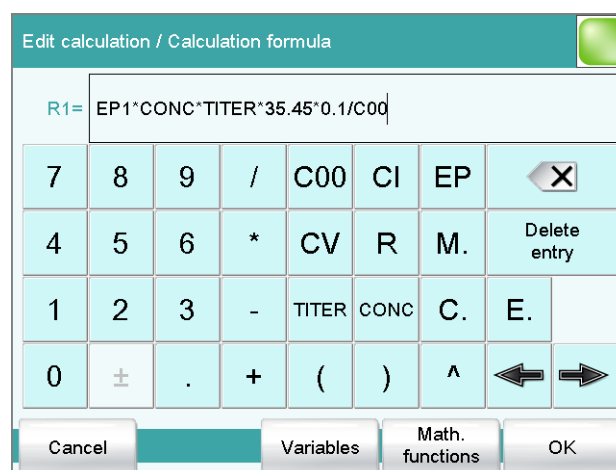 Edit calculation / Calculation formula
R1= EP1*CONC*TITER*35.45*0.1/C00
7 8 9 / C00 CI EP
4 5 6 * CV R M. Delete
entry
1 2 3 - TITER CONC C. E.
0 ± . + ( ) ^
Cancel Variables Math.
functions OK